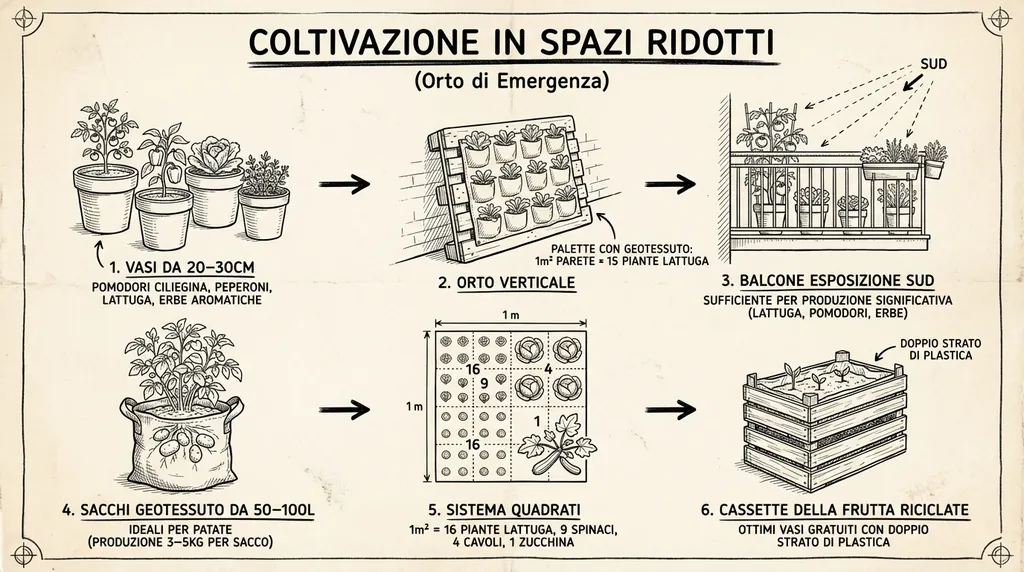 COLTIVAZIONE IN SPAZI RIDOTTI
(Orto di Emergenza)
1. VASI DA 20–30CM
POMODORI CILIEGINA, PEPERONI,
LATTUGA, ERBE AROMATICHE
PALETTE CON GEOTESSUTO:
1m² PARETE = 15 PIANTE LATTUGA
2. ORTO VERTICALE
SUD
3. BALCONE ESPOSIZIONE SUD
SUFFICIENTE PER PRODUZIONE SIGNIFICATIVA
(LATTUGA, POMODORI, ERBE)
4. SACCHI GEOTESSUTO DA 50–100L
IDEALI PER PATATE
(PRODUZIONE 3–5KG PER SACCO)
1 m
1 m
16
9
4
1
16
5. SISTEMA QUADRATI
1m² = 16 PIANTE LATTUGA, 9 SPINACI,
4 CAVOLI, 1 ZUCCHINA
DOPPIO STRATO
DI PLASTICA
6. CASSETTE DELLA FRUTTA RICICLATE
OTTIMI VASI GRATUITI CON DOPPIO
STRATO DI PLASTICA